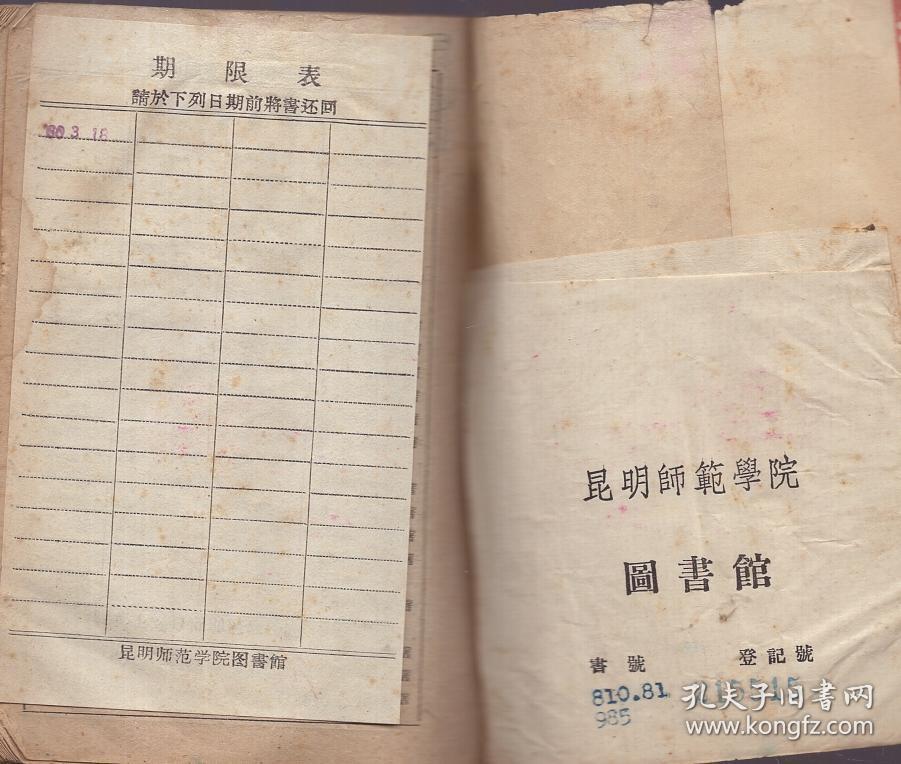 期 限 表
請於下列日期前將書还回
'80 3 18
昆明师范学院图書館
昆明師範學院
圖書館
書號 登記號
810.81
985
孔夫子旧书网
www.kongfz.com